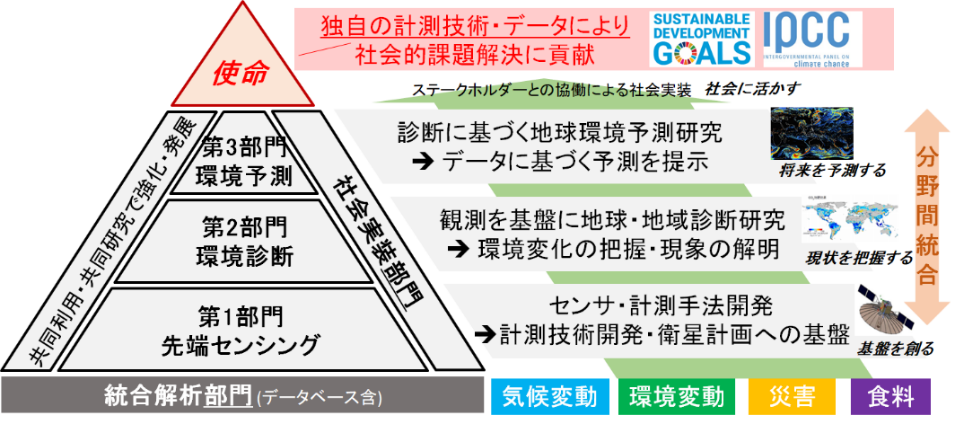 使命
独自の計測技術・データにより
社会的課題解決に貢献
SUSTAINABLE
DEVELOPMENT
GOALS
ipcc
INTERGOVERNMENTAL PANEL ON
climate change
ステークホルダーとの協働による社会実装
社会に活かす
共同利用・共同研究で強化・発展
社会実装部門
第3部門
環境予測
診断に基づく地球環境予測研究
➔ データに基づく予測を提示
将来を予測する
第2部門
環境診断
観測を基盤に地球・地域診断研究
➔ 環境変化の把握・現象の解明
現状を把握する
第1部門
先端センシング
センサ・計測手法開発
➔計測技術開発・衛星計画への基盤
基盤を創る
分野間統合
統合解析部門 (データベース含)
気候変動
環境変動
災害
食料